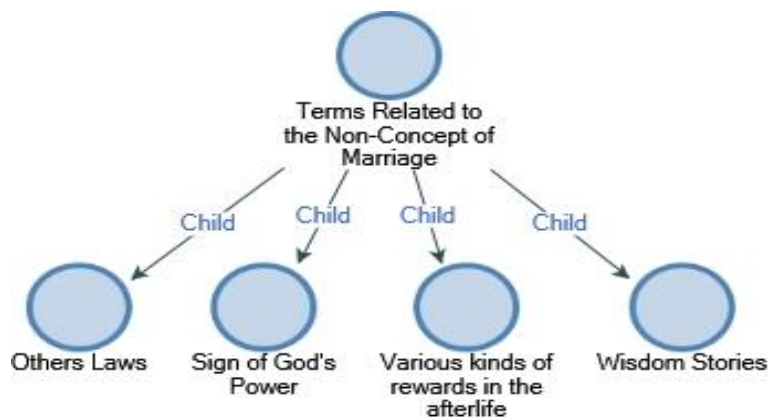 Terms Related to
the Non-Concept of
Marriage
Child
Child
Child
Child
Others Laws
Sign of God's
Power
Various kinds of
rewards in the
afterlife
Wisdom Stories